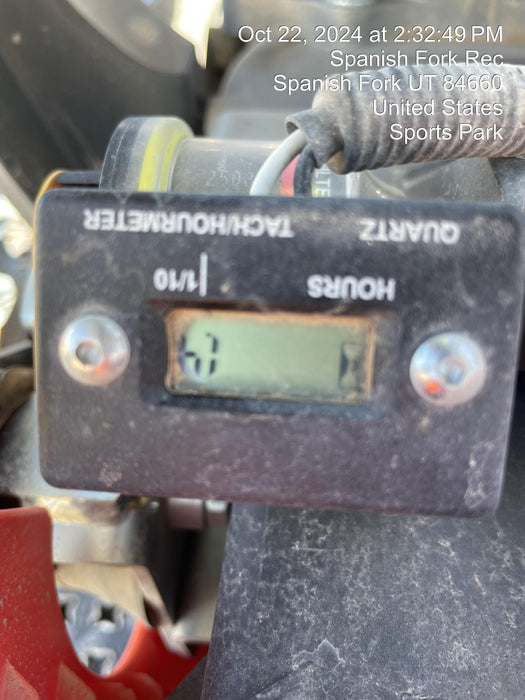 Oct 22, 2024 at 2:32:49 PM
Spanish Fork Rec
Spanish Fork UT 84660
United States
Sports Park
QUARTZ TACH/HOURMETER
HOURS 1/10